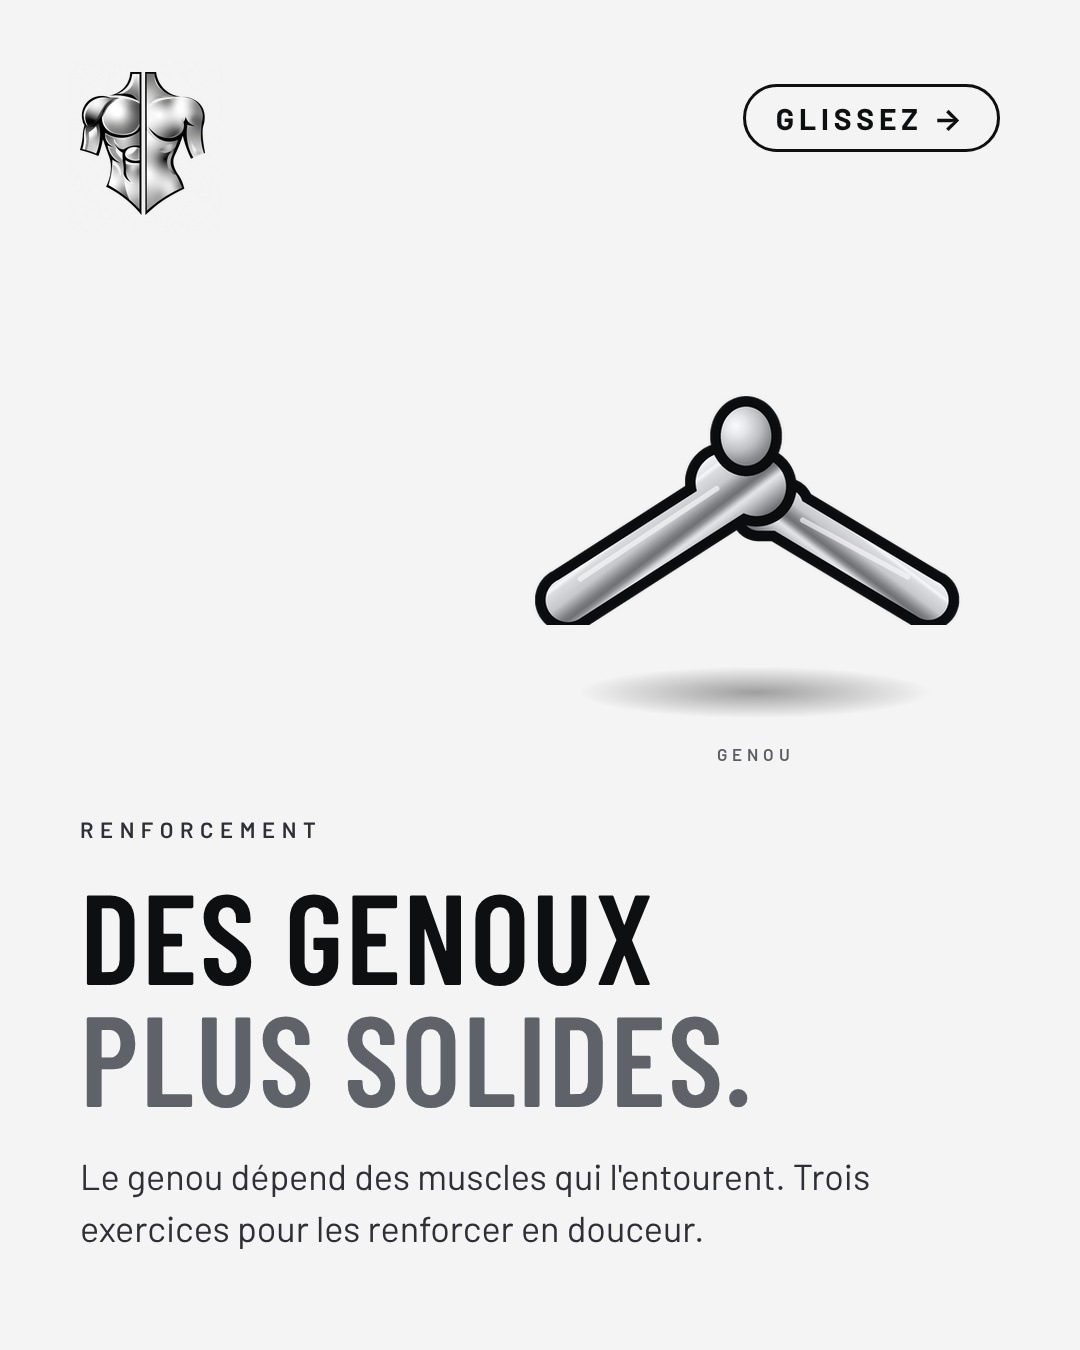 GLISSEZ →
GENOU
RENFORCEMENT
DES GENOUX
PLUS SOLIDES.
Le genou dépend des muscles qui l'entourent. Trois
exercices pour les renforcer en douceur.